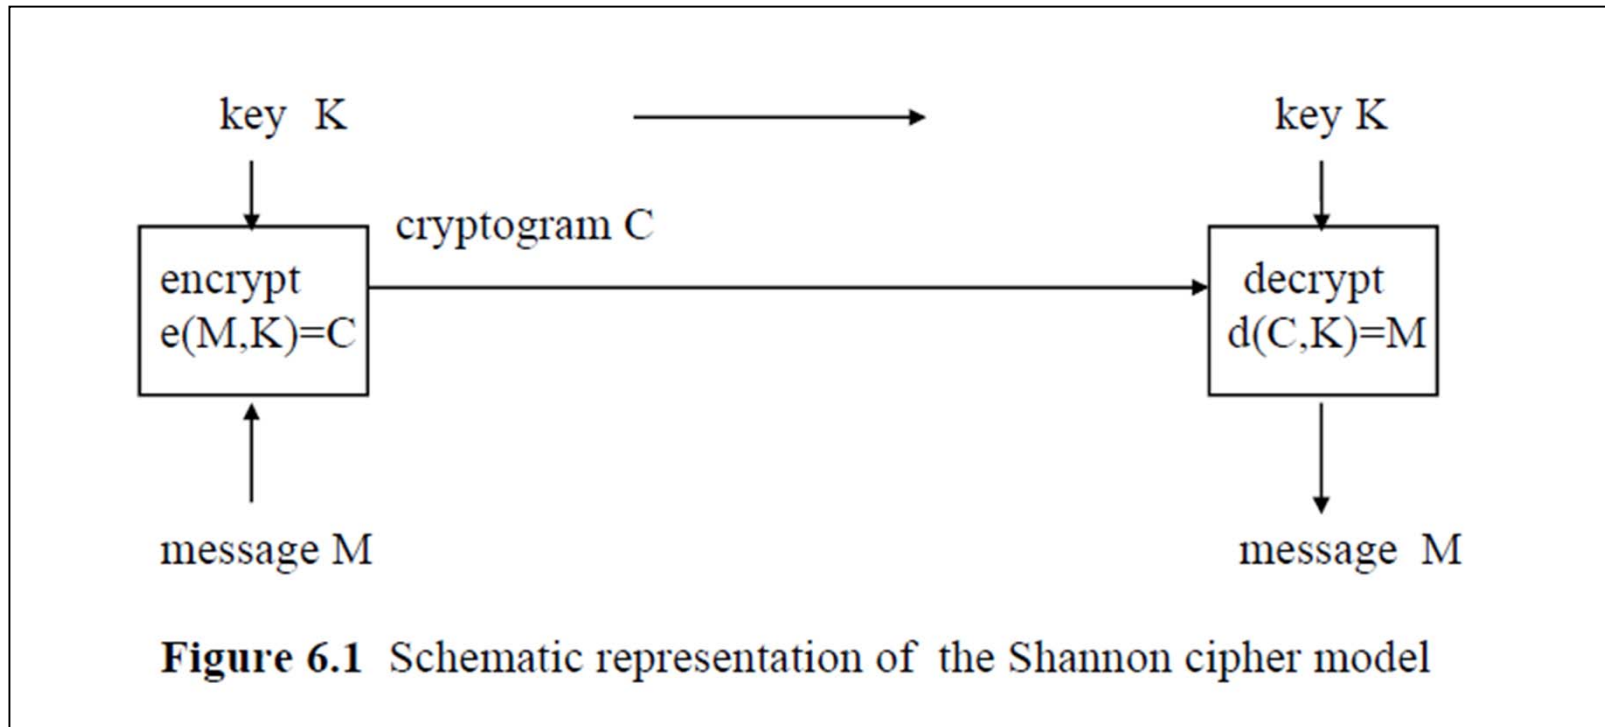 key K
key K
cryptogram C
encrypt
e(M,K)=C
decrypt
d(C,K)=M
message M
message M
Figure 6.1 Schematic representation of the Shannon cipher model